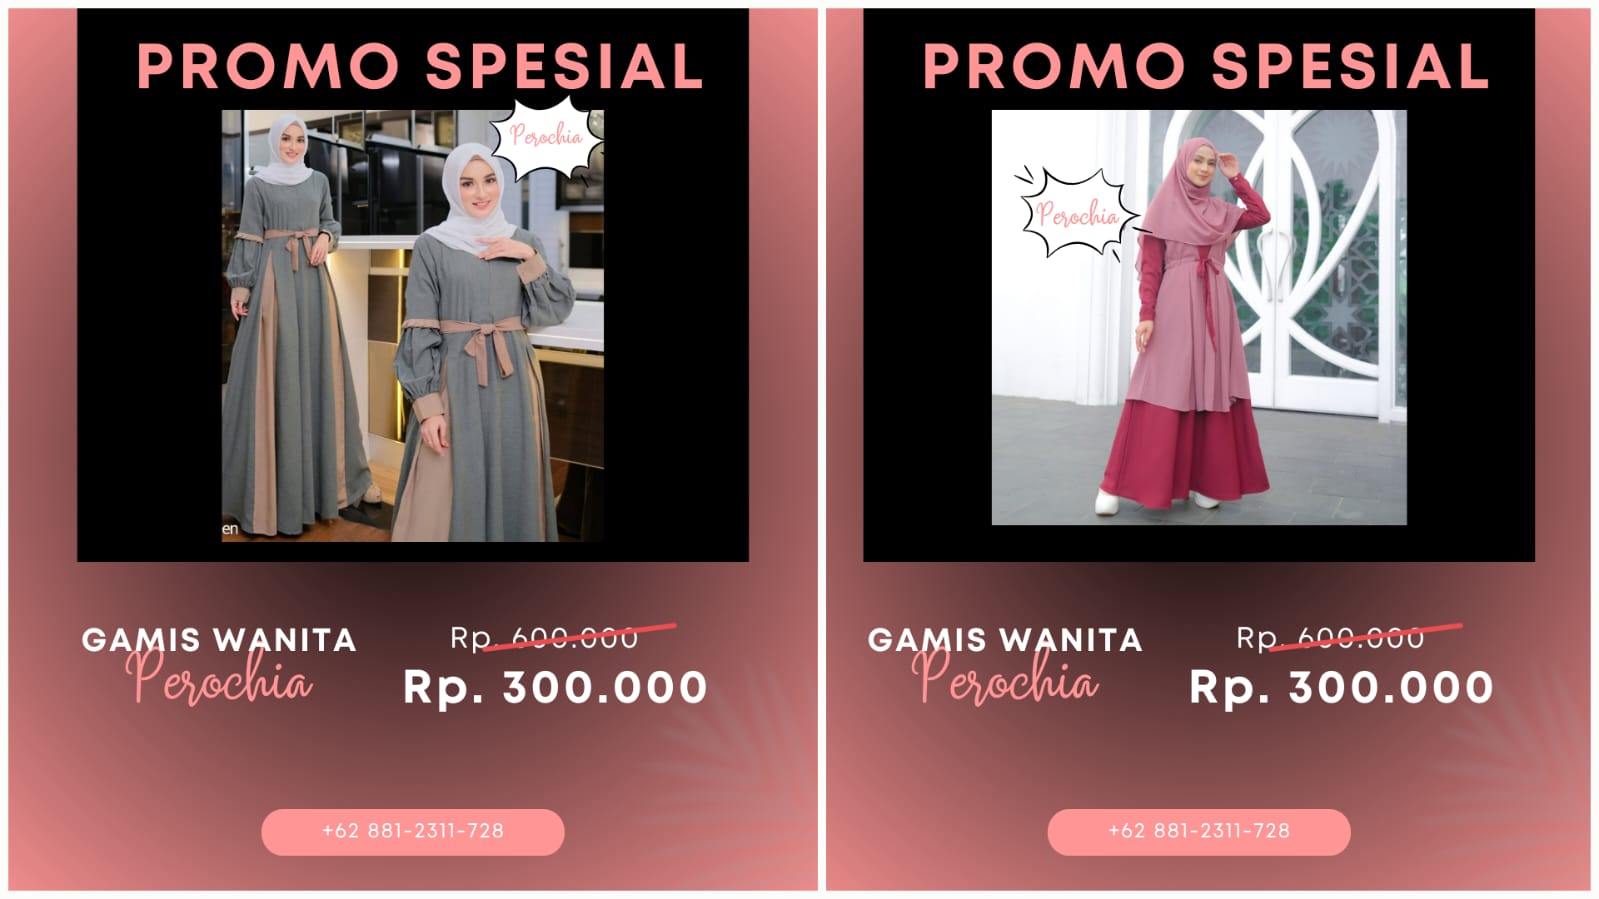 PROMO SPESIAL
Perochia
en
GAMIS WANITA
Perochia
Rp. 600.000
Rp. 300.000
+62 881-2311-728
PROMO SPESIAL
Perochia
GAMIS WANITA
Perochia
Rp. 600.000
Rp. 300.000
+62 881-2311-728